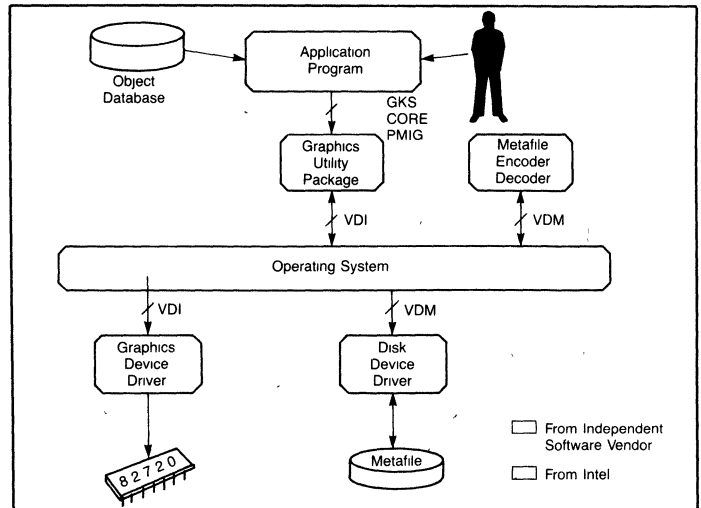 Object
Database
Application
Program
GKS
CORE
PMIG
Graphics
Utility
Package
Metafile
Encoder
Decoder
VDI
VDM
Operating System
VDI
VDM
Graphics
Device
Driver
Disk
Device
Driver
82720
Metafile
From Independent
Software Vendor
From Intel